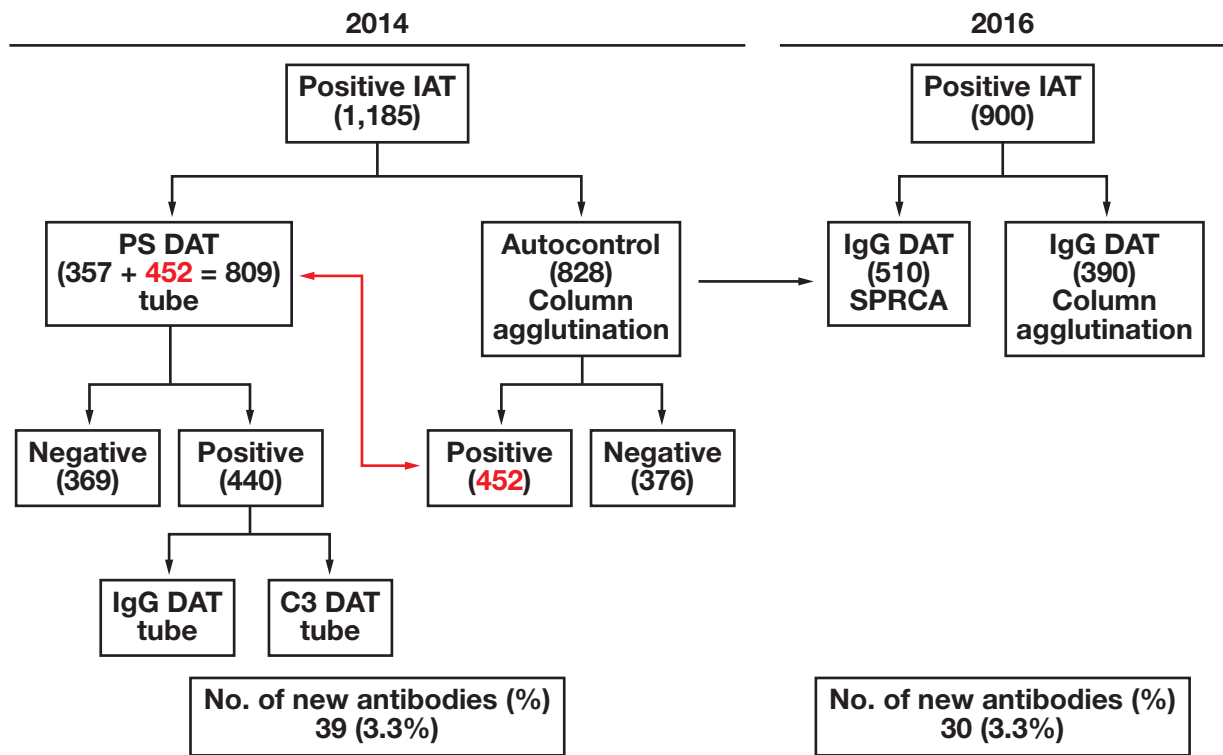 2014
2016
Positive IAT
(1,185)
Positive IAT
(900)
PS DAT
(357 + 452 = 809)
tube
Autocontrol
(828)
Column
agglutination
IgG DAT
(510)
SPRCA
IgG DAT
(390)
Column
agglutination
Negative
(369)
Positive
(440)
Positive
(452)
Negative
(376)
IgG DAT
tube
C3 DAT
tube
No. of new antibodies (%)
39 (3.3%)
No. of new antibodies (%)
30 (3.3%)